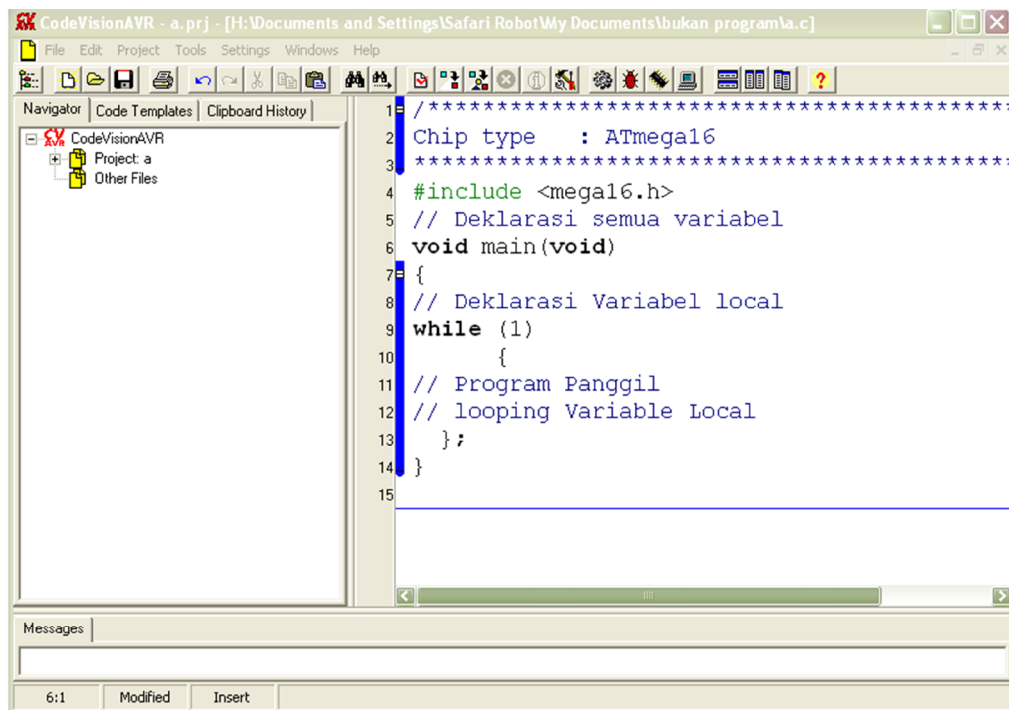 CodeVisionAVR - a.prj - [H:\Documents and Settings\Safari Robot\My Documents\bukan program\a.c]
File Edit Project Tools Settings Windows Help
Navigator Code Templates Clipboard History
CodeVisionAVR
Project: a
Other Files
1 /*******************************************
2 Chip type : ATmega16
3 *******************************************
4 #include <mega16.h>
5 // Deklarasi semua variabel
6 void main(void)
7 {
8 // Deklarasi Variabel local
9 while (1)
10 {
11 // Program Panggil
12 // looping Variable Local
13 };
14 }
15
Messages
6:1 Modified Insert